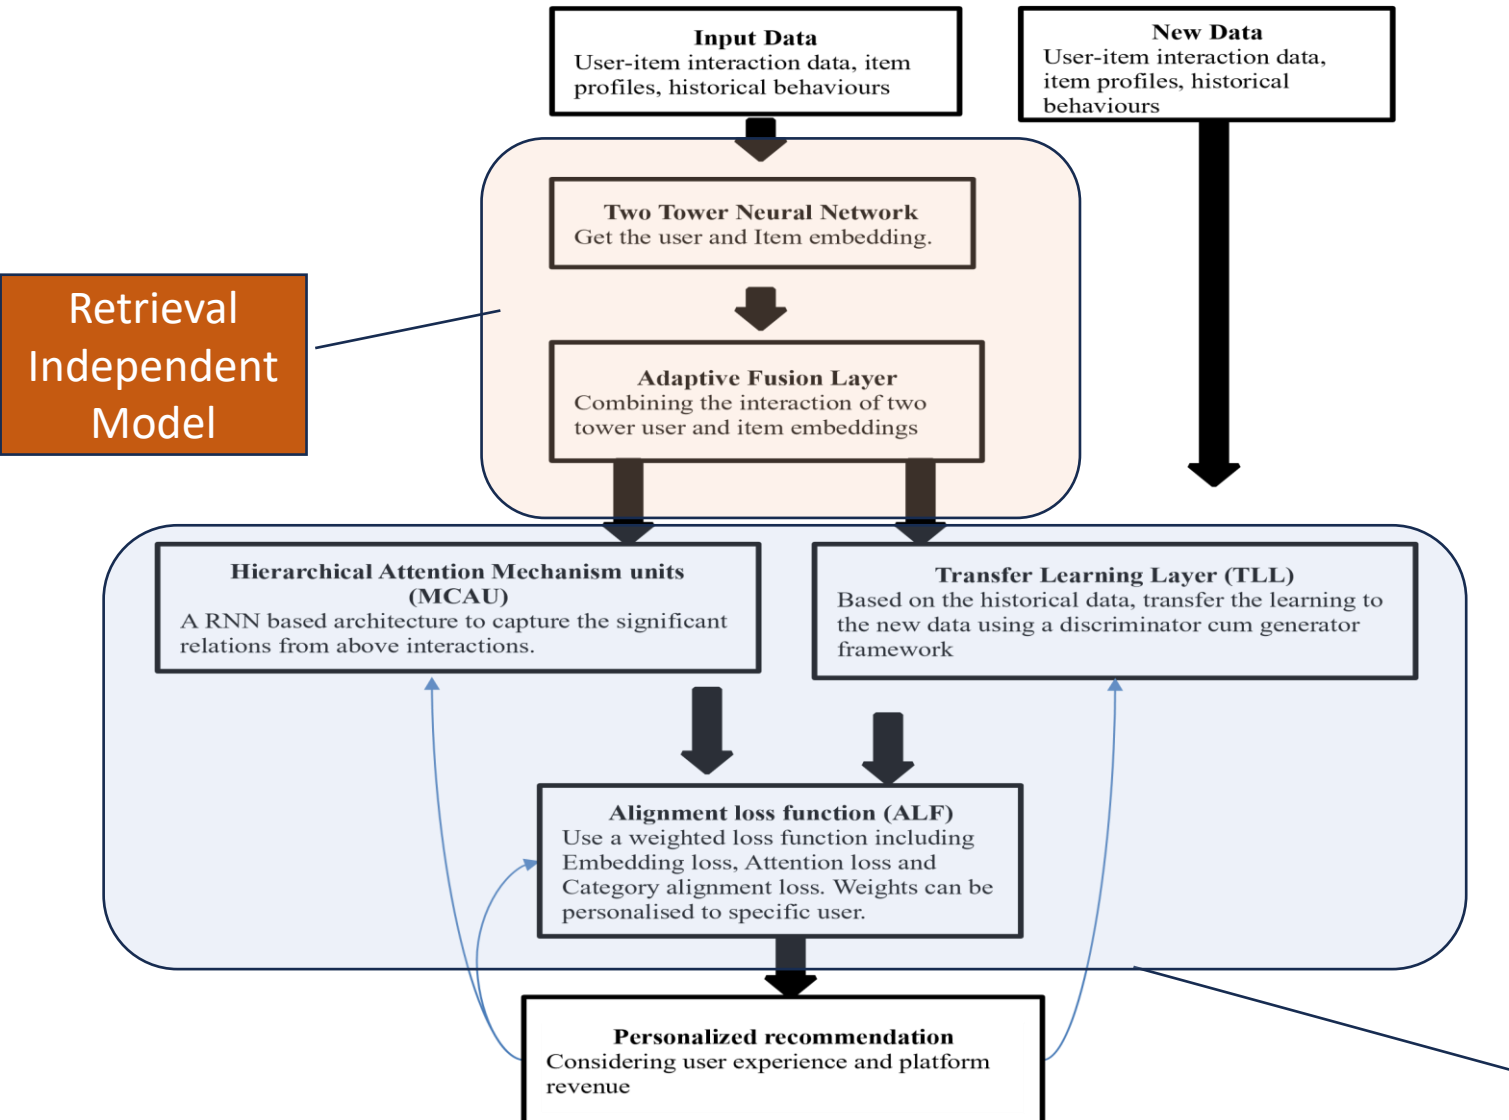 Input Data
User-item interaction data, item
profiles, historical behaviours
New Data
User-item interaction data,
item profiles, historical
behaviours
Two Tower Neural Network
Get the user and Item embedding.
Retrieval
Independent
Model
Adaptive Fusion Layer
Combining the interaction of two
tower user and item embeddings
Hierarchical Attention Mechanism units
(MCAU)
A RNN based architecture to capture the significant
relations from above interactions.
Transfer Learning Layer (TLL)
Based on the historical data, transfer the learning to
the new data using a discriminator cum generator
framework
Alignment loss function (ALF)
Use a weighted loss function including
Embedding loss, Attention loss and
Category alignment loss. Weights can be
personalised to specific user.
Personalized recommendation
Considering user experience and platform
revenue